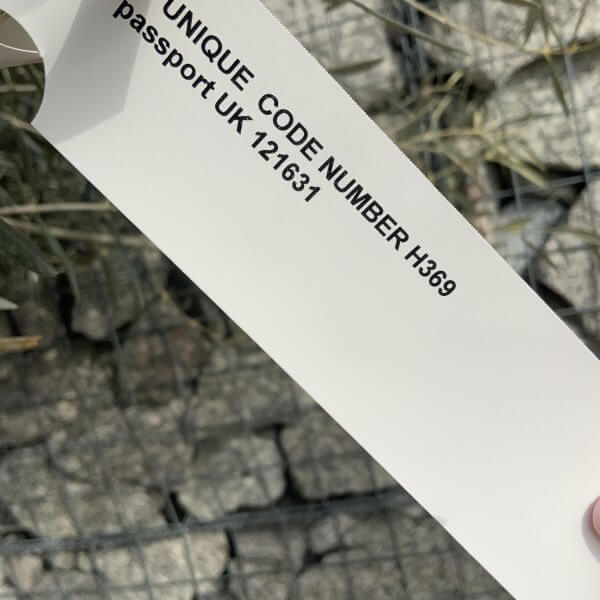 UNIQUE CODE NUMBER H369
passport UK 121631